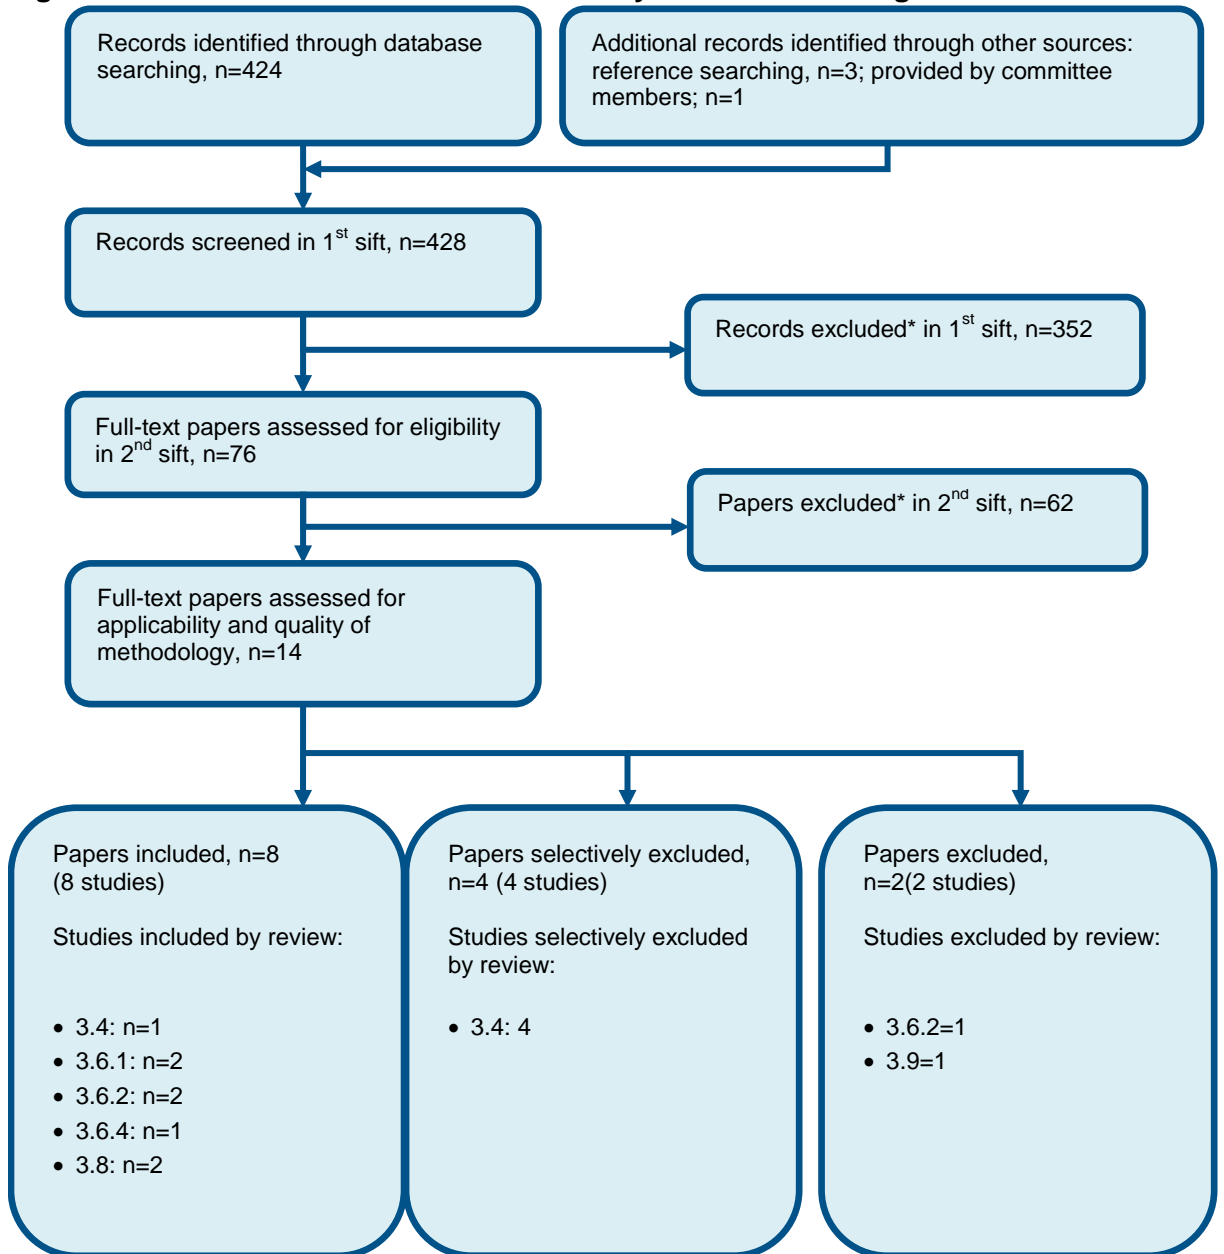 Records identified through database
searching, n=424
Additional records identified through other sources:
reference searching, n=3; provided by committee
members; n=1
Records screened in 1st sift, n=428
Records excluded* in 1st sift, n=352
Full-text papers assessed for eligibility
in 2nd sift, n=76
Papers excluded* in 2nd sift, n=62
Full-text papers assessed for
applicability and quality of
methodology, n=14
Papers included, n=8
(8 studies)
Studies included by review:
• 3.4: n=1
• 3.6.1: n=2
• 3.6.2: n=2
• 3.6.4: n=1
• 3.8: n=2
Papers selectively excluded,
n=4 (4 studies)
Studies selectively excluded
by review:
• 3.4: 4
Papers excluded,
n=2(2 studies)
Studies excluded by review:
• 3.6.2=1
• 3.9=1